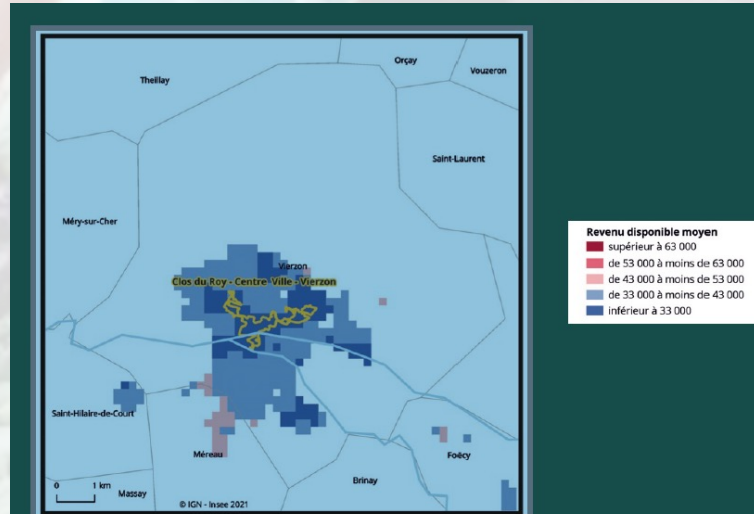 Orçay
Vouzeron
Theillay
Saint-Laurent
Méry-sur-Cher
Vierzon
Clos du Roy - Centre Ville - Vierzon
Revenu disponible moyen
supérieur à 63 000
de 53 000 à moins de 63 000
de 43 000 à moins de 53 000
de 33 000 à moins de 43 000
inférieur à 33 000
Saint-Hilaire-de-Court
Méreau
Foëcy
Brinay
0 1 km
Massay
© IGN - Insee 2021